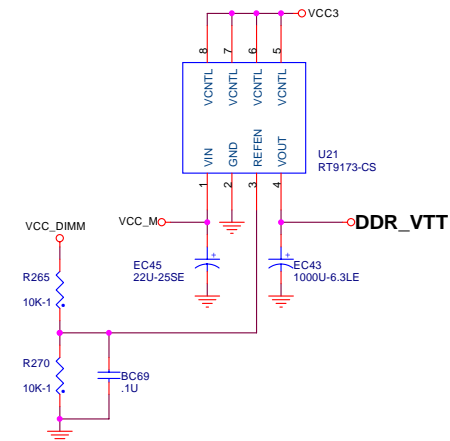 VCC3
8 7 6 5
VCNTL VCNTL VCNTL VCNTL
VIN GND REFEN VOUT
U21
RT9173-CS
1 2 3 4
VCC_DIMM
VCC_M
DDR_VTT
+
+
EC45
22U-25SE
EC43
1000U-6.3LE
R265
10K-1
R270
10K-1
BC69
.1U